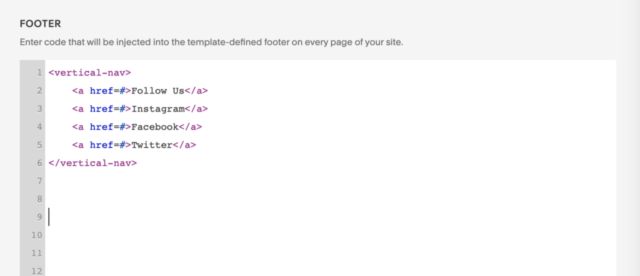 FOOTER
Enter code that will be injected into the template-defined footer on every page of your site.
1 <vertical-nav>
2     <a href=#>Follow Us</a>
3     <a href=#>Instagram</a>
4     <a href=#>Facebook</a>
5     <a href=#>Twitter</a>
6 </vertical-nav>
7
8
9
10
11
12